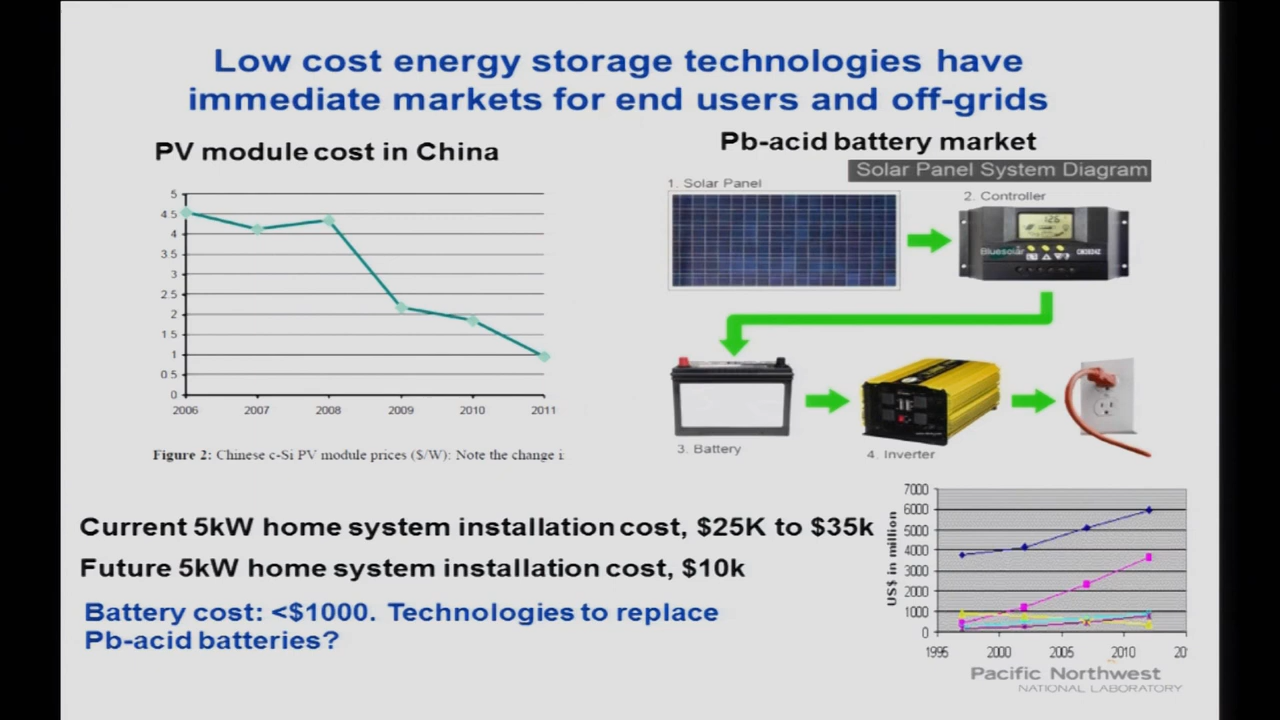 Low cost energy storage technologies have
immediate markets for end users and off-grids
PV module cost in China
5
4.5
4
3.5
3
2.5
2
1.5
1
0.5
0
2006 2007 2008 2009 2010 2011
Figure 2: Chinese c-Si PV module prices ($/W): Note the change i
Pb-acid battery market
Solar Panel System Diagram
1. Solar Panel
2. Controller
Bluesolar
3. Battery
4. Inverter
Current 5kW home system installation cost, $25K to $35k
Future 5kW home system installation cost, $10k
Battery cost: <$1000. Technologies to replace
Pb-acid batteries?
US$ in million
7000
6000
5000
4000
3000
2000
1000
0
1995 2000 2005 2010 20
Pacific Northwest
NATIONAL LABORATORY